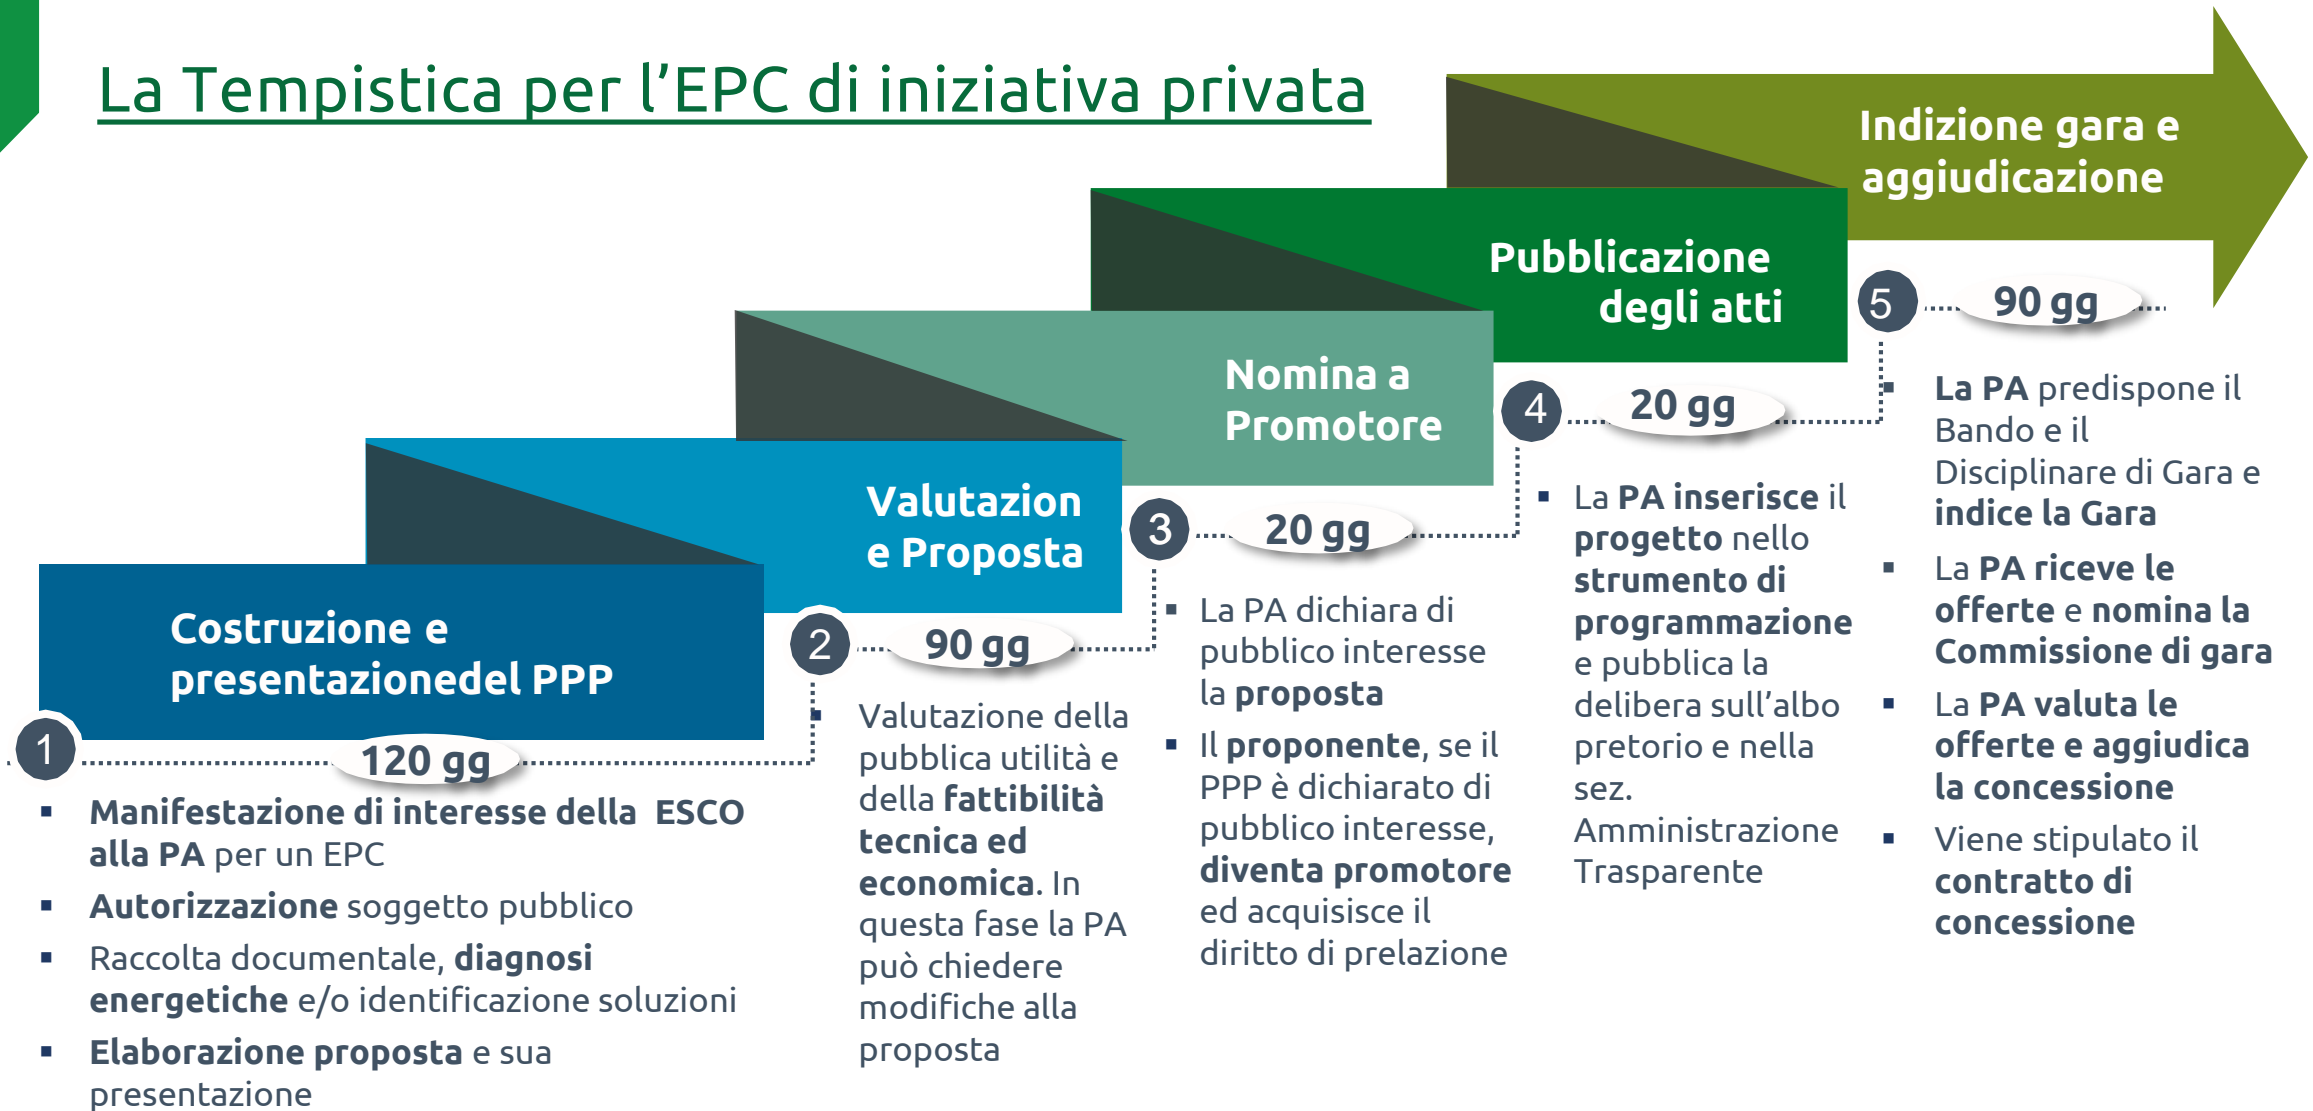 La Tempistica per l’EPC di iniziativa privata
Costruzione e
presentazionedel PPP
1
120 gg
▪ Manifestazione di interesse della ESCO
alla PA per un EPC
▪ Autorizzazione soggetto pubblico
▪ Raccolta documentale, diagnosi
energetiche e/o identificazione soluzioni
▪ Elaborazione proposta e sua
presentazione
Valutazion
e Proposta
2
90 gg
▪ Valutazione della
pubblica utilità e
della fattibilità
tecnica ed
economica. In
questa fase la PA
può chiedere
modifiche alla
proposta
Nomina a
Promotore
3
20 gg
▪ La PA dichiara di
pubblico interesse
la proposta
▪ Il proponente, se il
PPP è dichiarato di
pubblico interesse,
diventa promotore
ed acquisisce il
diritto di prelazione
Pubblicazione
degli atti
4
20 gg
▪ La PA inserisce il
progetto nello
strumento di
programmazione
e pubblica la
delibera sull’albo
pretorio e nella
sez.
Amministrazione
Trasparente
Indizione gara e
aggiudicazione
5
90 gg
▪ La PA predispone il
Bando e il
Disciplinare di Gara e
indice la Gara
▪ La PA riceve le
offerte e nomina la
Commissione di gara
▪ La PA valuta le
offerte e aggiudica
la concessione
▪ Viene stipulato il
contratto di
concessione